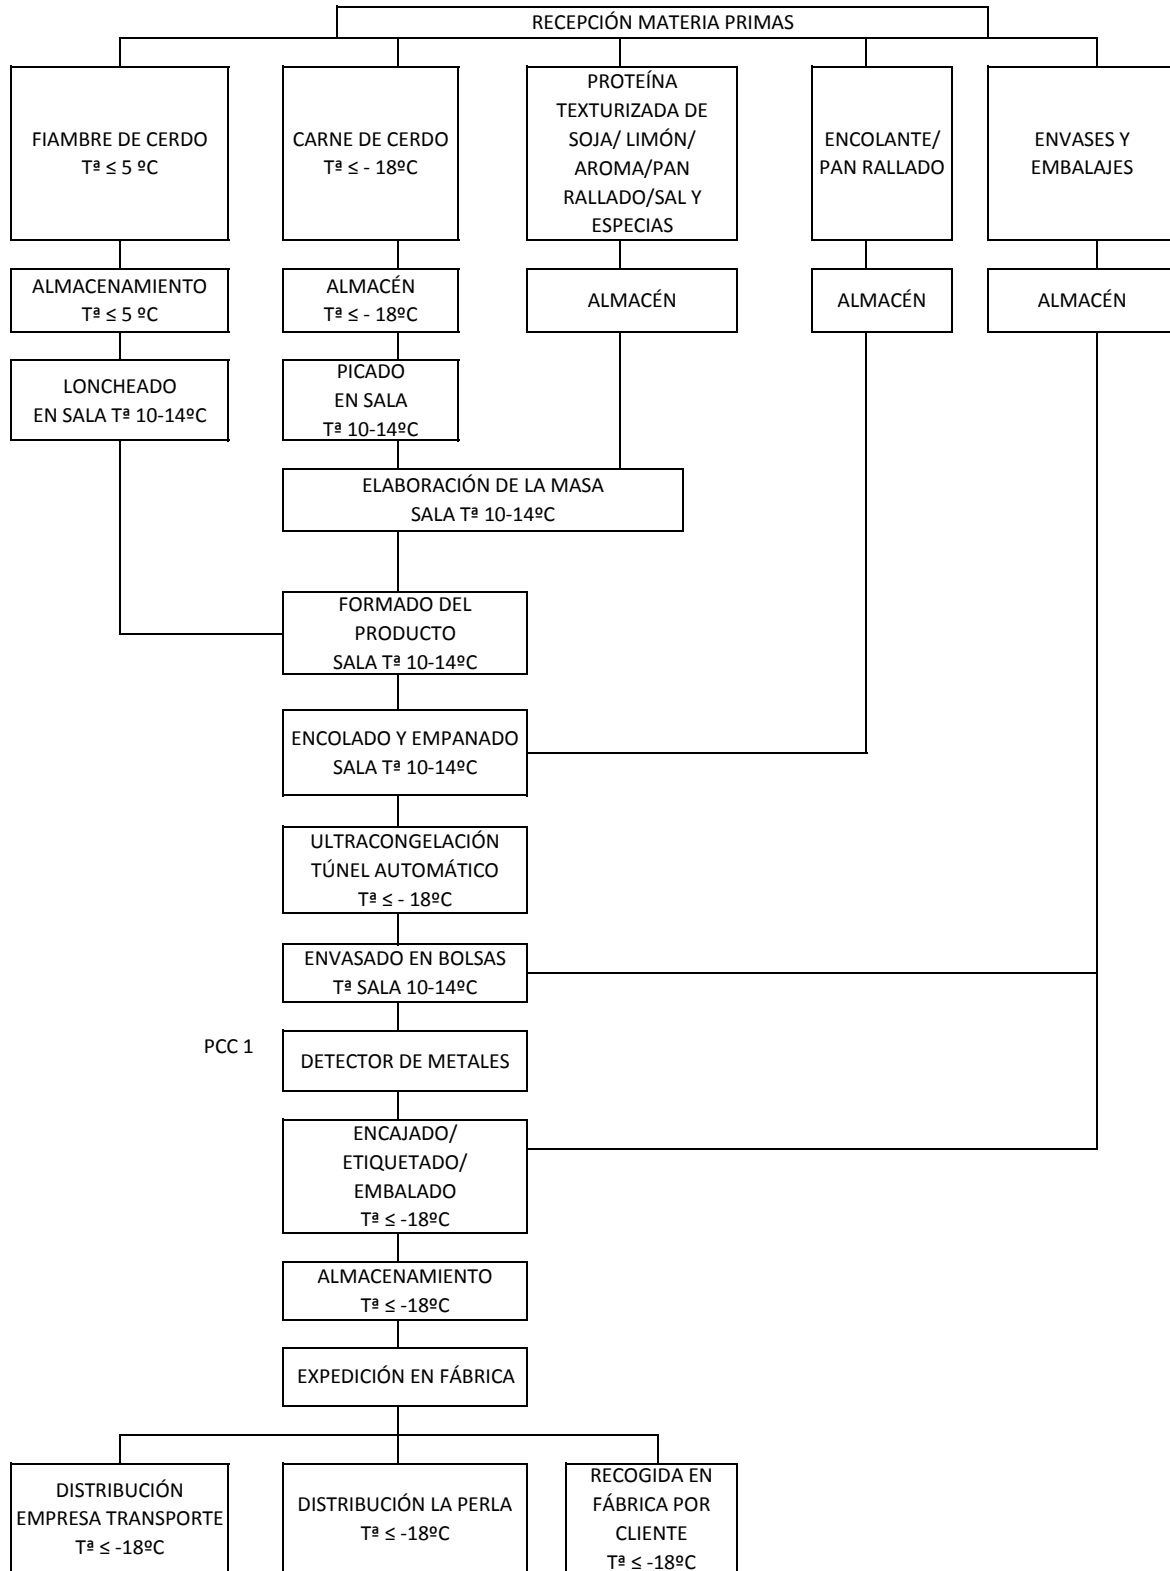 RECEPCIÓN MATERIA PRIMAS
FIAMBRE DE CERDO
Tª ≤ 5 ºC
CARNE DE CERDO
Tª ≤ - 18ºC
PROTEÍNA
TEXTURIZADA DE
SOJA/ LIMÓN/
AROMA/PAN
RALLADO/SAL Y
ESPECIAS
ENCOLANTE/
PAN RALLADO
ENVASES Y
EMBALAJES
ALMACENAMIENTO
Tª ≤ 5 ºC
ALMACÉN
Tª ≤ - 18ºC
ALMACÉN
ALMACÉN
ALMACÉN
LONCHEADO
EN SALA Tª 10-14ºC
PICADO
EN SALA
Tª 10-14ºC
ELABORACIÓN DE LA MASA
SALA Tª 10-14ºC
FORMADO DEL
PRODUCTO
SALA Tª 10-14ºC
ENCOLADO Y EMPANADO
SALA Tª 10-14ºC
ULTRACONGELACIÓN
TÚNEL AUTOMÁTICO
Tª ≤ - 18ºC
ENVASADO EN BOLSAS
Tª SALA 10-14ºC
PCC 1
DETECTOR DE METALES
ENCAJADO/
ETIQUETADO/
EMBALADO
Tª ≤ -18ºC
ALMACENAMIENTO
Tª ≤ -18ºC
EXPEDICIÓN EN FÁBRICA
DISTRIBUCIÓN
EMPRESA TRANSPORTE
Tª ≤ -18ºC
DISTRIBUCIÓN LA PERLA
Tª ≤ -18ºC
RECOGIDA EN
FÁBRICA POR
CLIENTE
Tª ≤ -18ºC